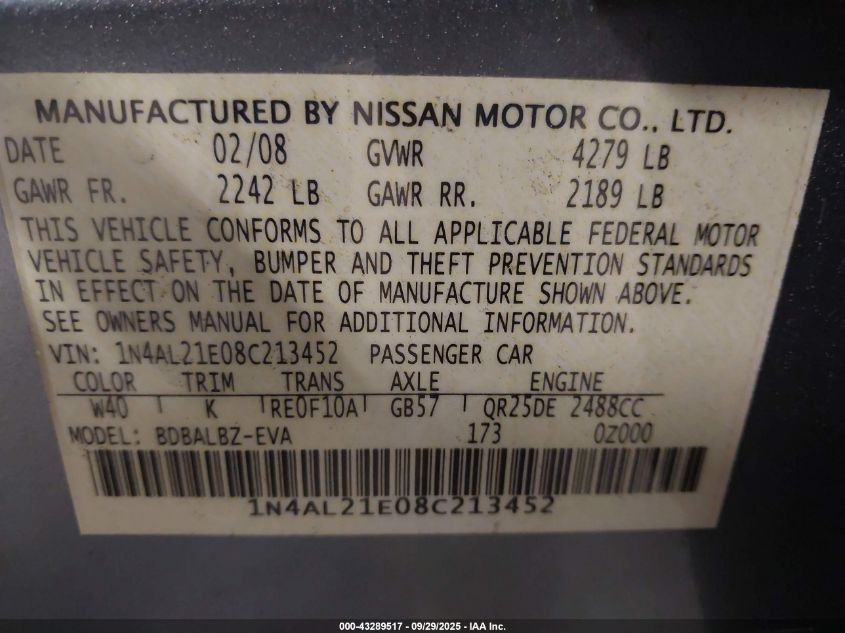 MANUFACTURED BY NISSAN MOTOR CO., LTD.
DATE 02/08 GVWR 4279 LB
GAWR FR. 2242 LB GAWR RR. 2189 LB
THIS VEHICLE CONFORMS TO ALL APPLICABLE FEDERAL MOTOR
VEHICLE SAFETY, BUMPER AND THEFT PREVENTION STANDARDS
IN EFFECT ON THE DATE OF MANUFACTURE SHOWN ABOVE.
SEE OWNERS MANUAL FOR ADDITIONAL INFORMATION.
VIN: 1N4AL21E08C213452 PASSENGER CAR
COLOR TRIM TRANS AXLE ENGINE
W40 K RE0F10A GB57 QR25DE 2488CC
MODEL: BDBALBZ-EVA 173 0Z000
1N4AL21E08C213452
000-43289517 - 09/29/2025 - IAA Inc.